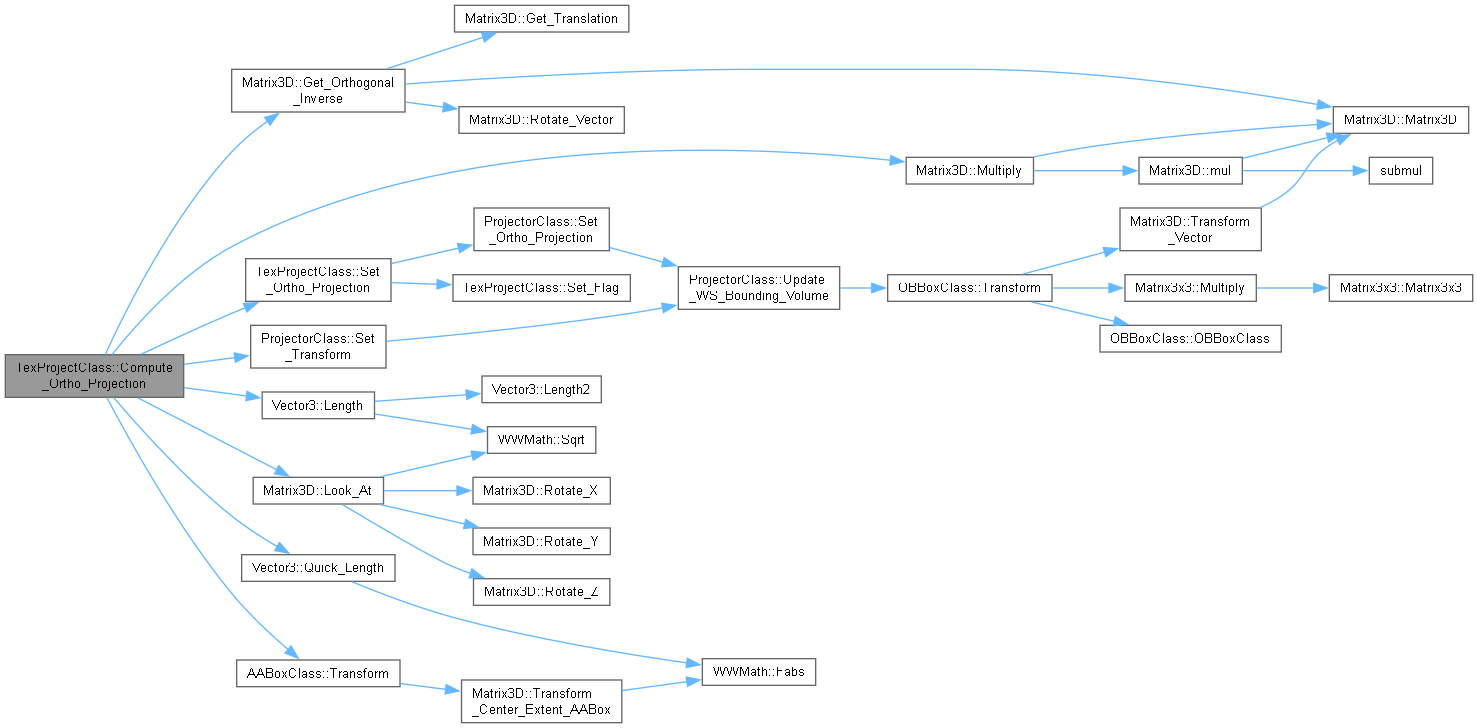 Matrix3D::Get_Translation
Matrix3D::Get_Orthogonal
_Inverse
Matrix3D::Rotate_Vector
Matrix3D::Matrix3D
Matrix3D::Multiply
Matrix3D::mul
submul
ProjectorClass::Set
_Ortho_Projection
Matrix3D::Transform
_Vector
TexProjectClass::Set
_Ortho_Projection
TexProjectClass::Set_Flag
ProjectorClass::Update
_WS_Bounding_Volume
OBBoxClass::Transform
Matrix3x3::Multiply
Matrix3x3::Matrix3x3
ProjectorClass::Set
_Transform
OBBoxClass::OBBoxClass
TexProjectClass::Compute
_Ortho_Projection
Vector3::Length
Vector3::Length2
WWMath::Sqrt
Matrix3D::Look_At
Matrix3D::Rotate_X
Matrix3D::Rotate_Y
Vector3::Quick_Length
Matrix3D::Rotate_Z
AABoxClass::Transform
WWMath::Fabs
Matrix3D::Transform
_Center_Extent_AABox